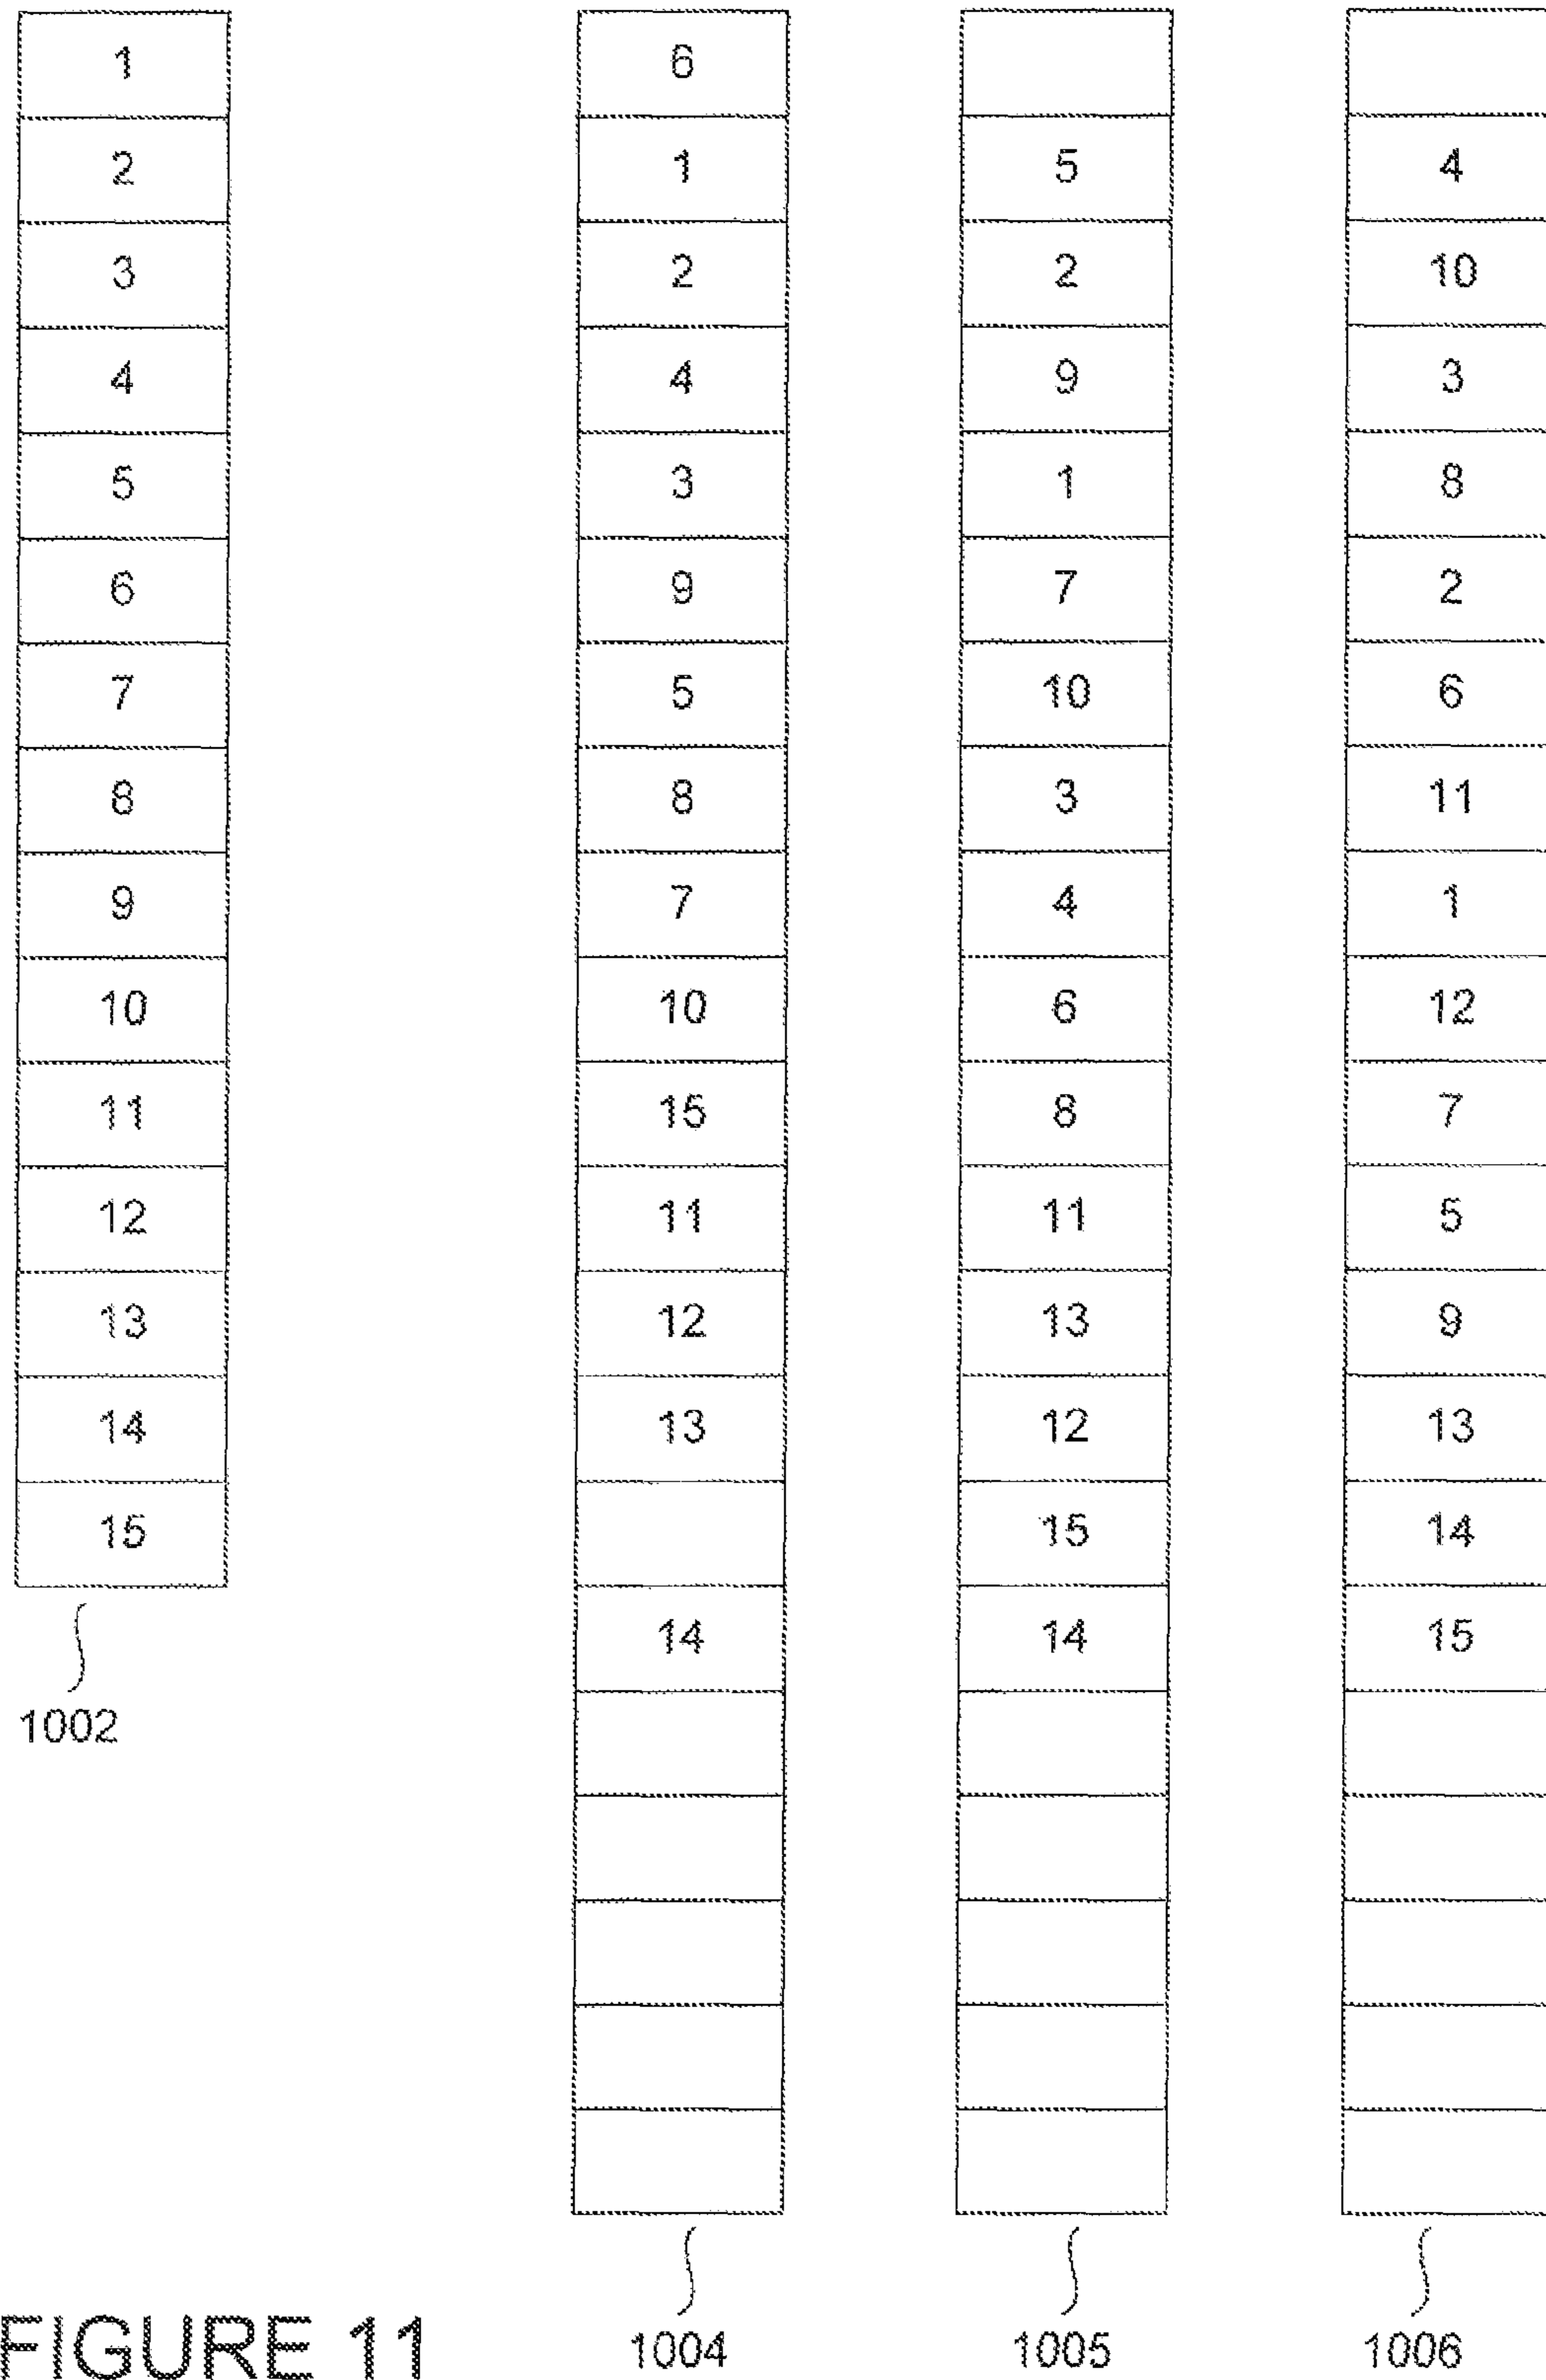 1 6
2 1 5 4
3 2 2 10
4 4 9 3
5 3 1 8
6 9 7 2
7 5 10 6
8 8 3 11
9 7 4 1
10 10 6 12
11 15 8 7
12 11 11 5
13 12 13 9
14 13 12 13
15 15 14
14 14 15
1002
FIGURE 11 1004 1005 1006